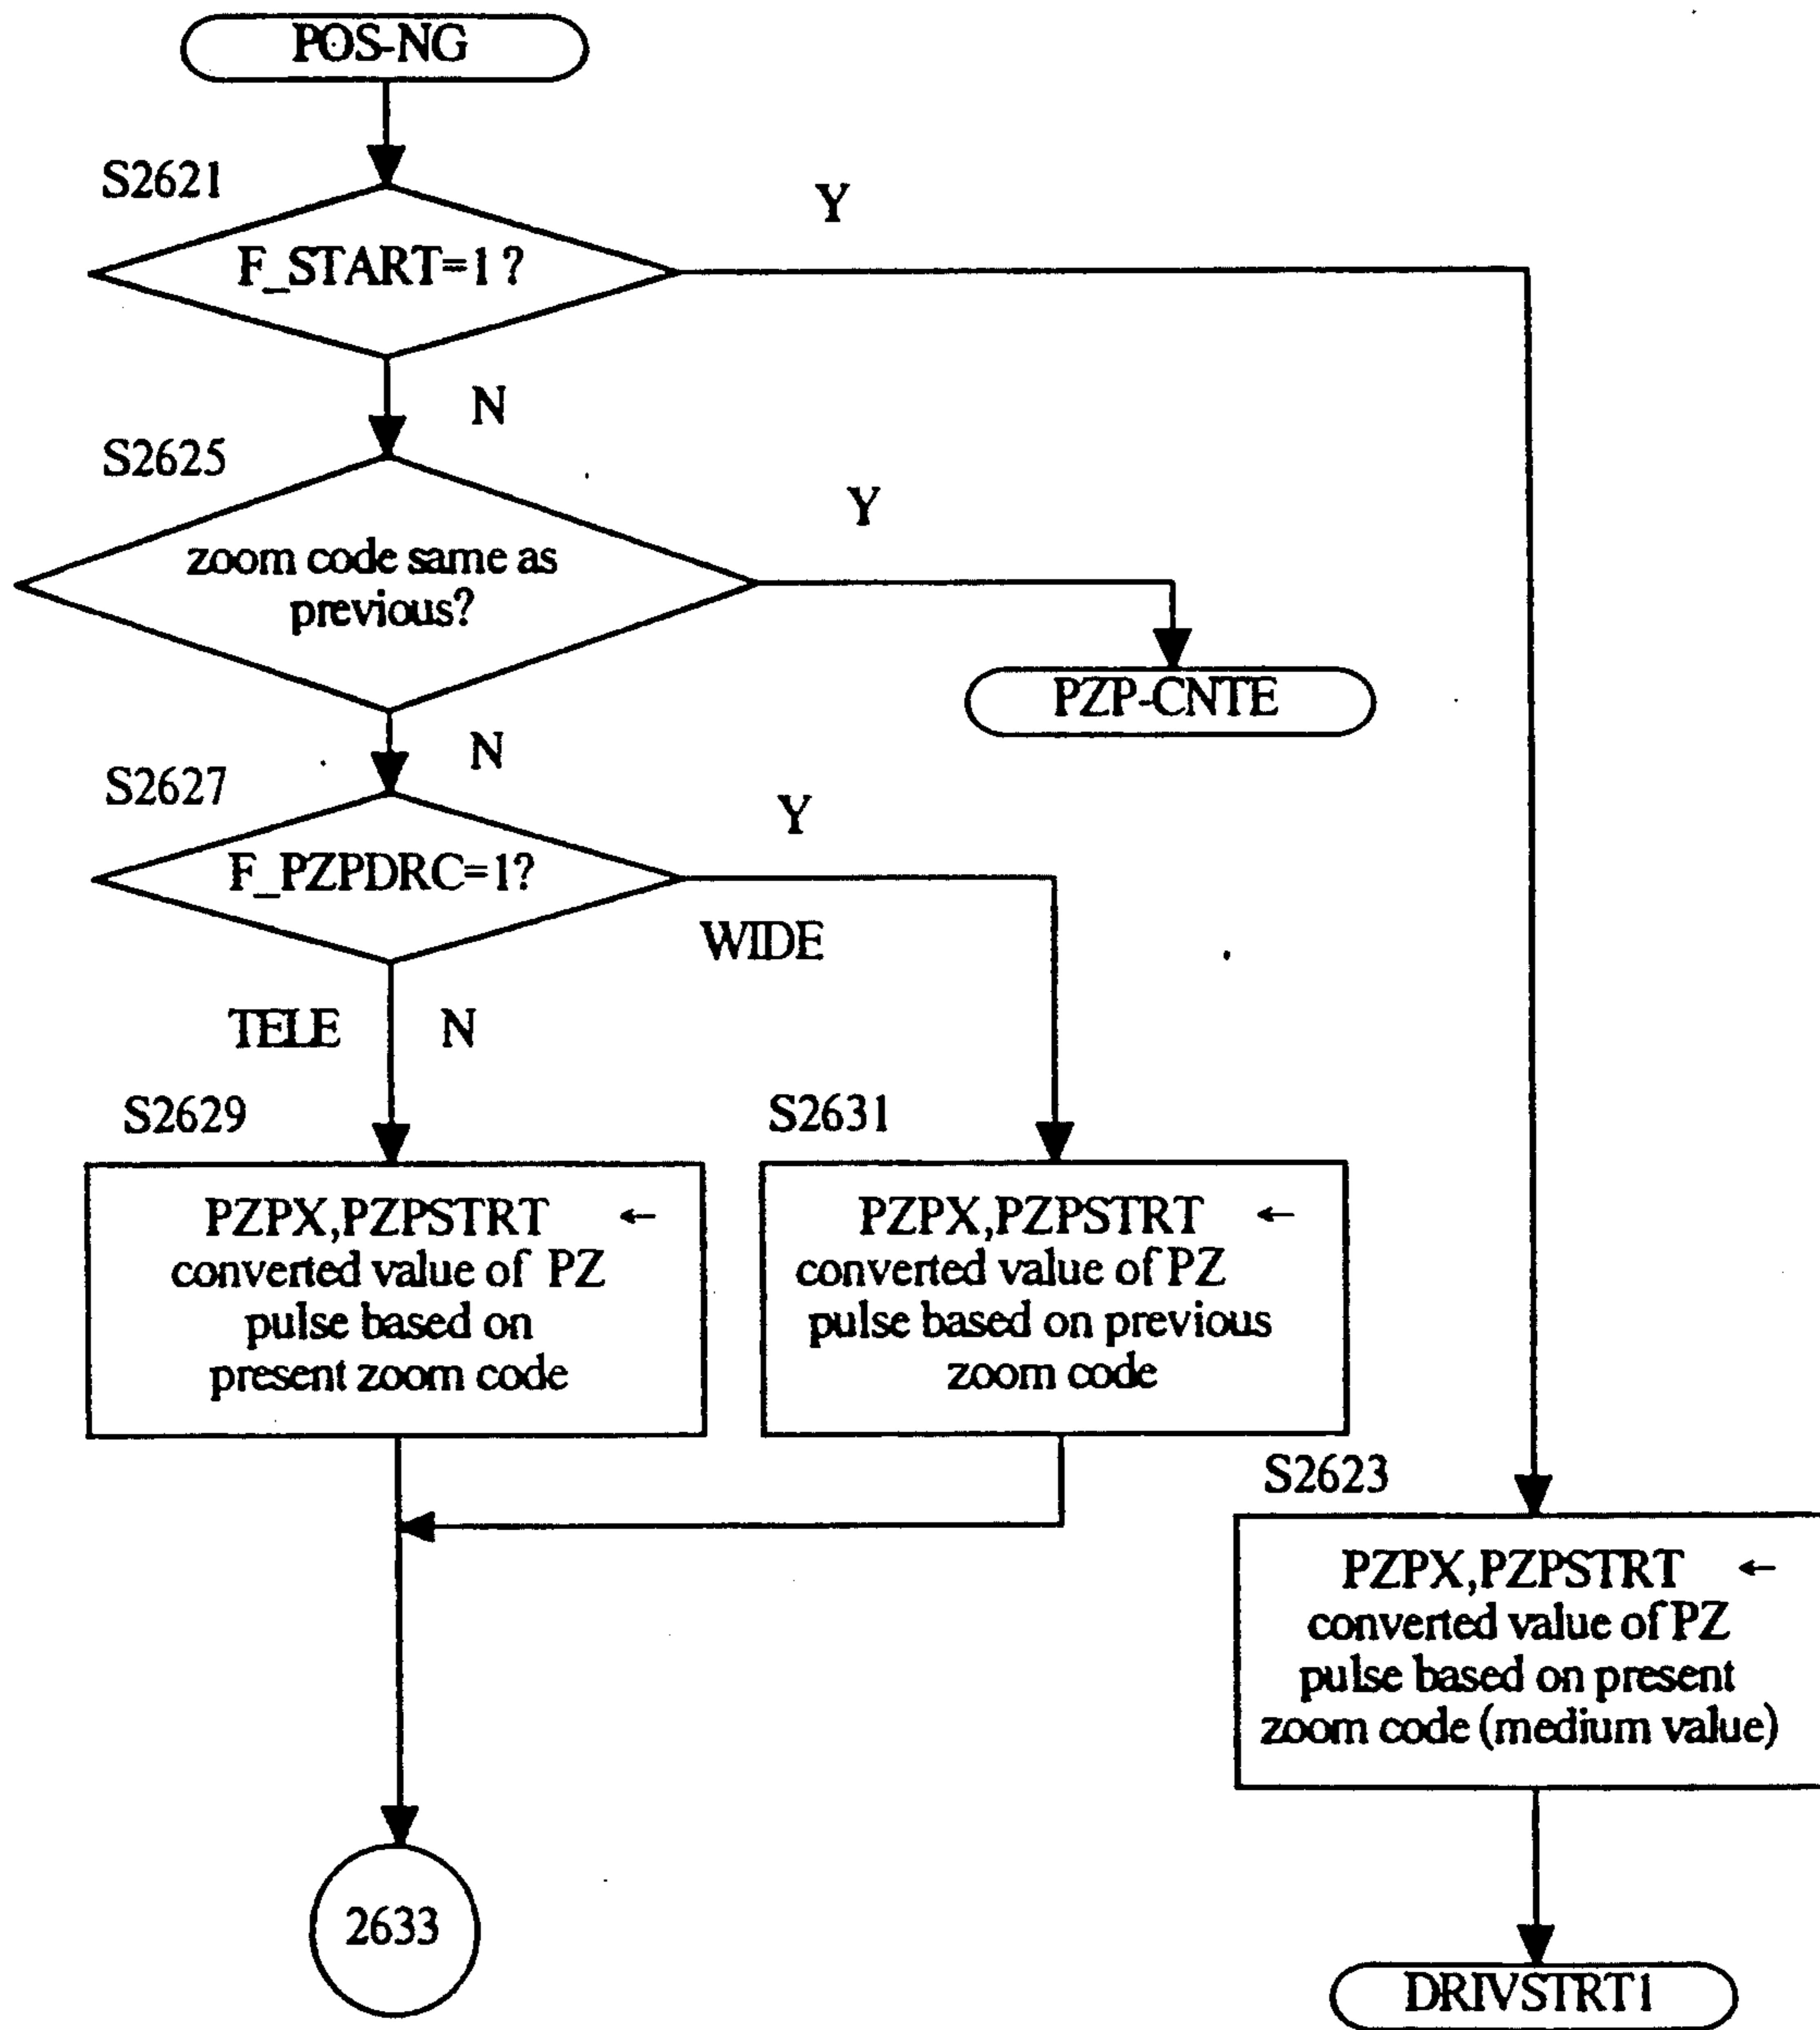 POS-NG
S2621
Y
F_START=1?
N
S2625
Y
zoom code same as
previous?
PZP-CNTE
N
S2627
Y
F_PZPDRC=1?
WIDE
TELE N
S2629
S2631
PZPX,PZPSTRT ←
converted value of PZ
pulse based on
present zoom code
PZPX,PZPSTRT ←
converted value of PZ
pulse based on previous
zoom code
S2623
PZPX,PZPSTRT ←
converted value of PZ
pulse based on present
zoom code (medium value)
2633
DRIVSTRT1